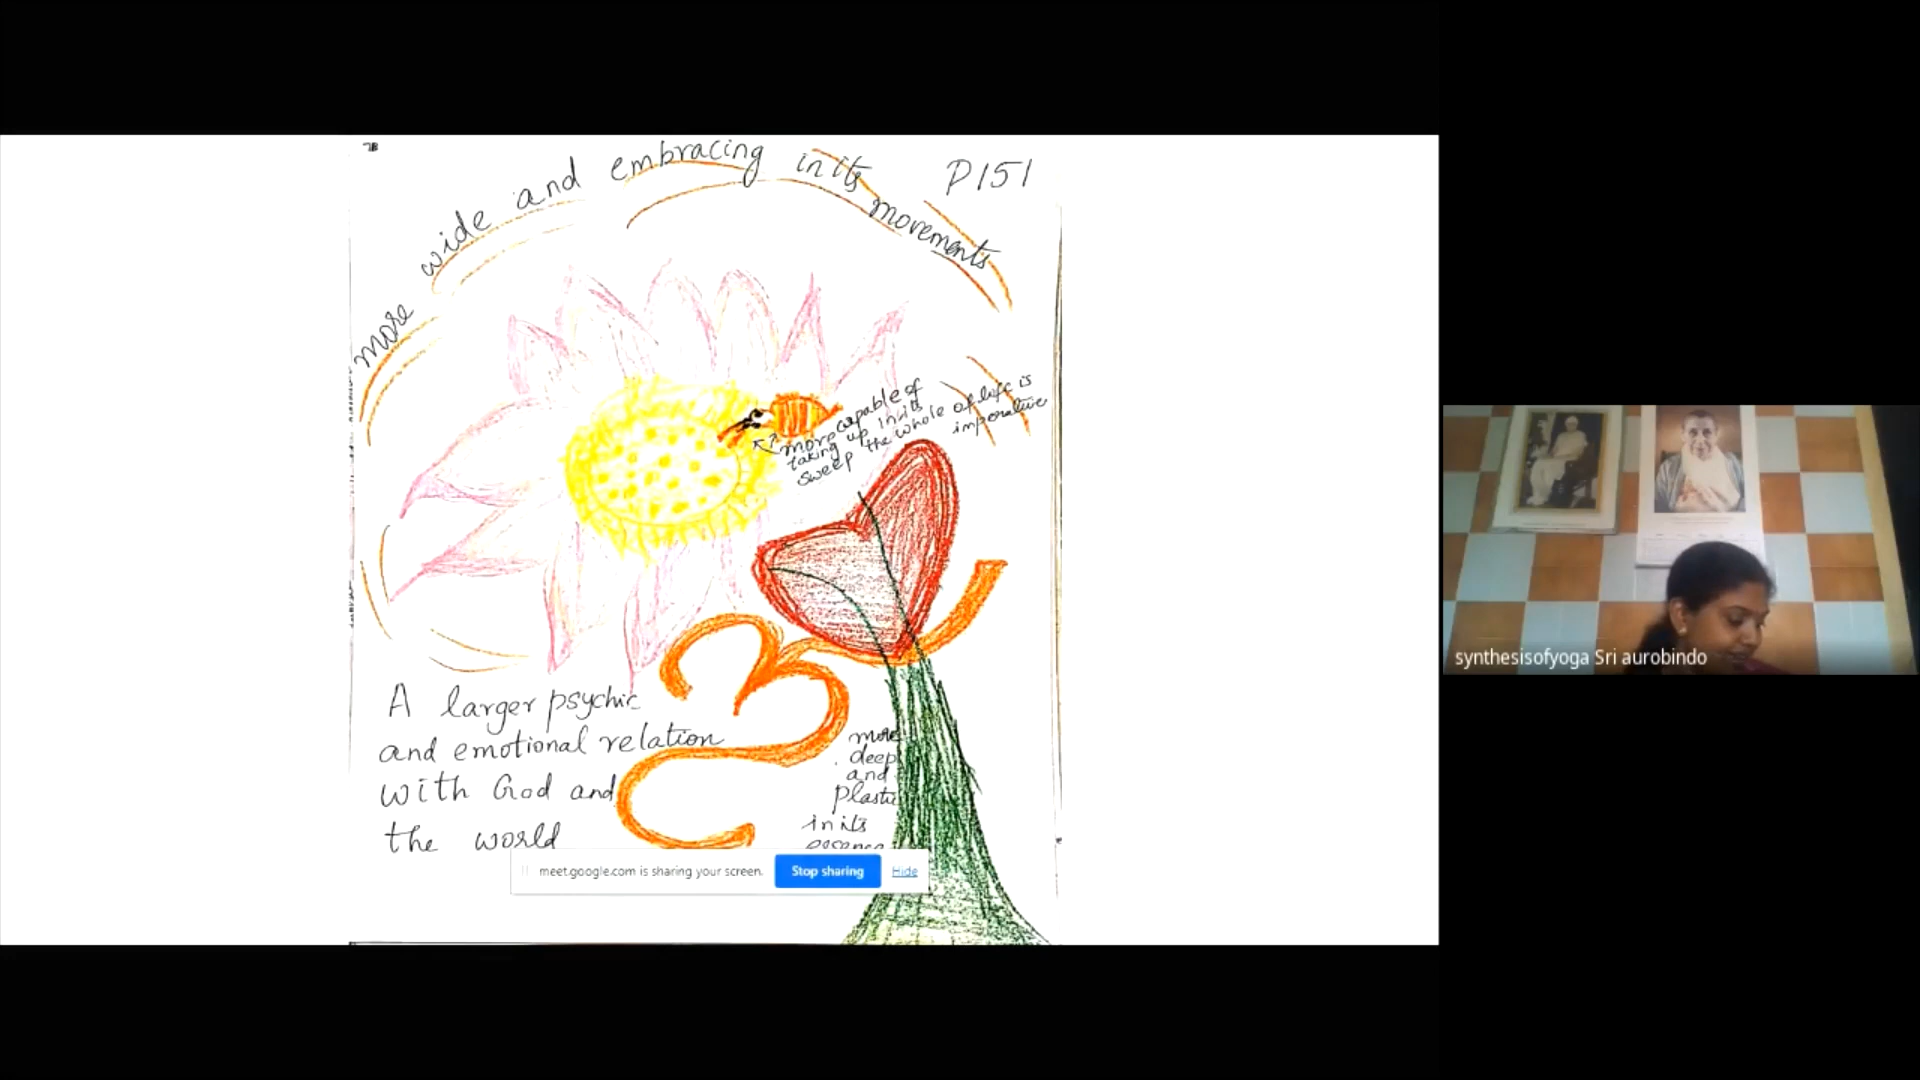 7B
P151
more wide and embracing in its movements
more capable of
taking up in its
sweep the whole of life is
imperative
A larger psychic
and emotional relation
with God and
the world
more
deep
and
plastic
in its
essence
meet.google.com is sharing your screen.
Stop sharing
Hide
synthesisofyoga Sri aurobindo